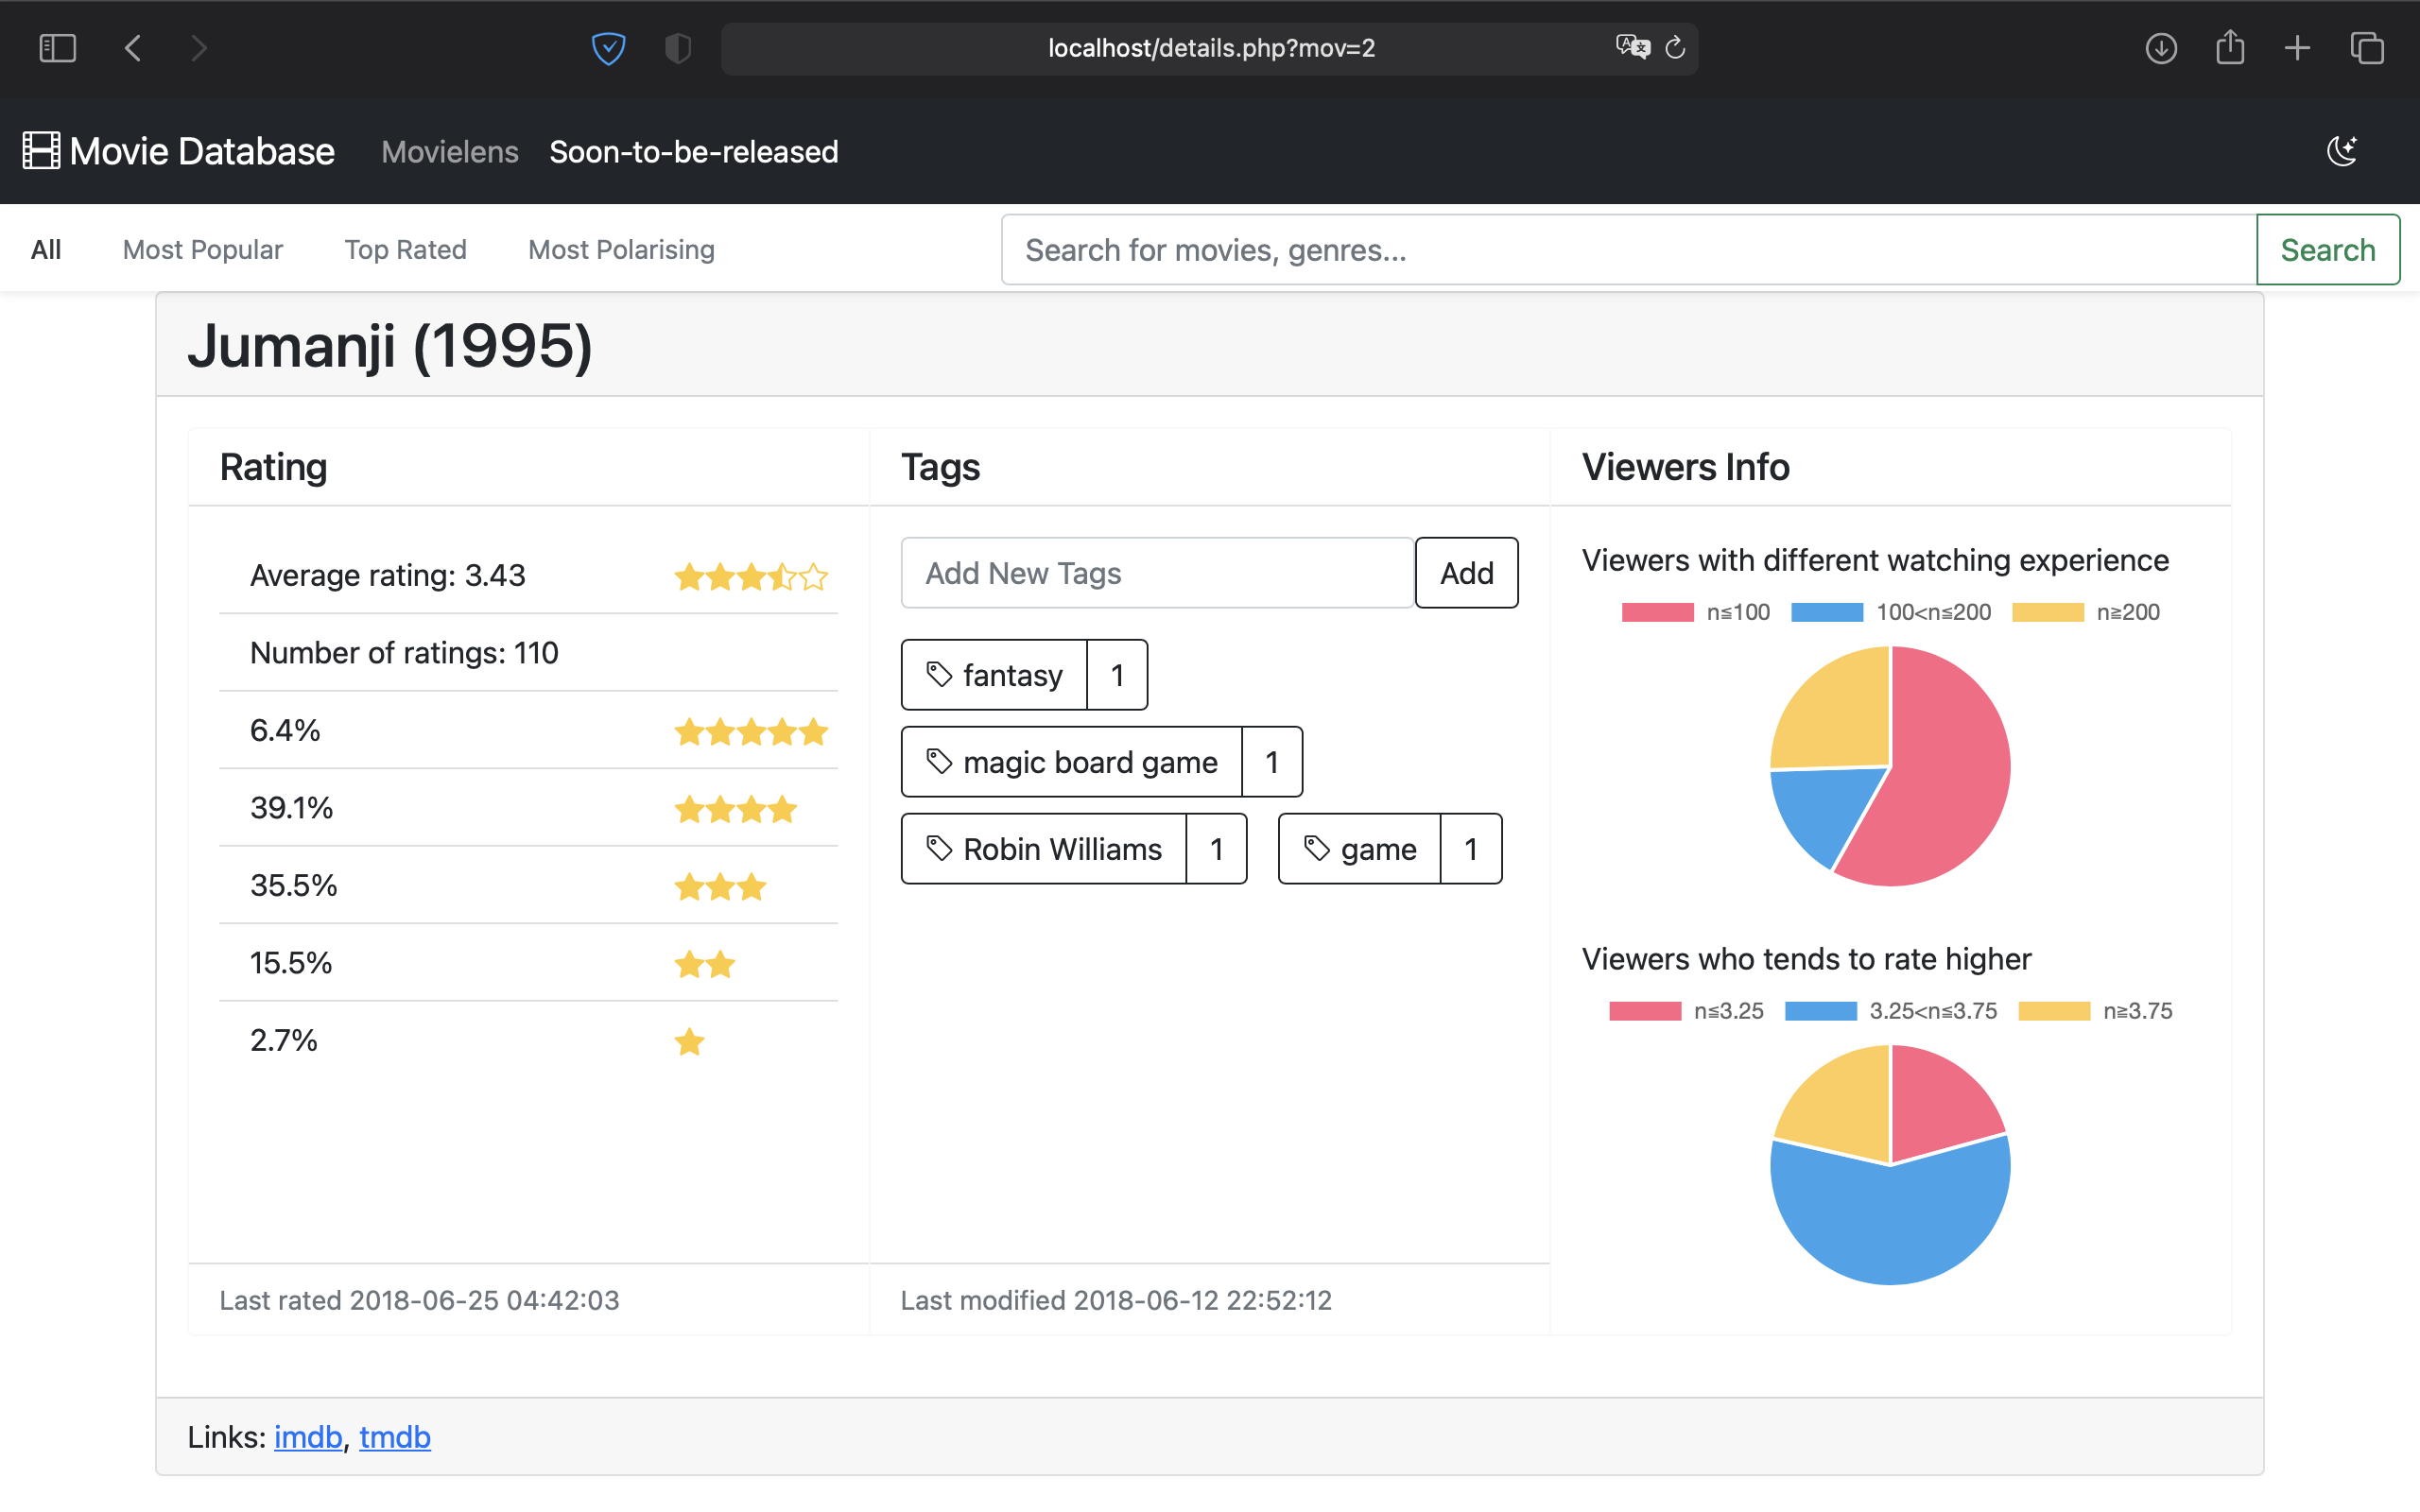 localhost/details.php?mov=2
Movie Database Movielens Soon-to-be-released
All Most Popular Top Rated Most Polarising Search for movies, genres... Search
Jumanji (1995)
Rating
Average rating: 3.43
Number of ratings: 110
6.4%
39.1%
35.5%
15.5%
2.7%
Last rated 2018-06-25 04:42:03
Tags
Add New Tags Add
fantasy 1
magic board game 1
Robin Williams 1 game 1
Last modified 2018-06-12 22:52:12
Viewers Info
Viewers with different watching experience
n≦100 100<n≦200 n≧200
Viewers who tends to rate higher
n≦3.25 3.25<n≦3.75 n≧3.75
Links: imdb, tmdb